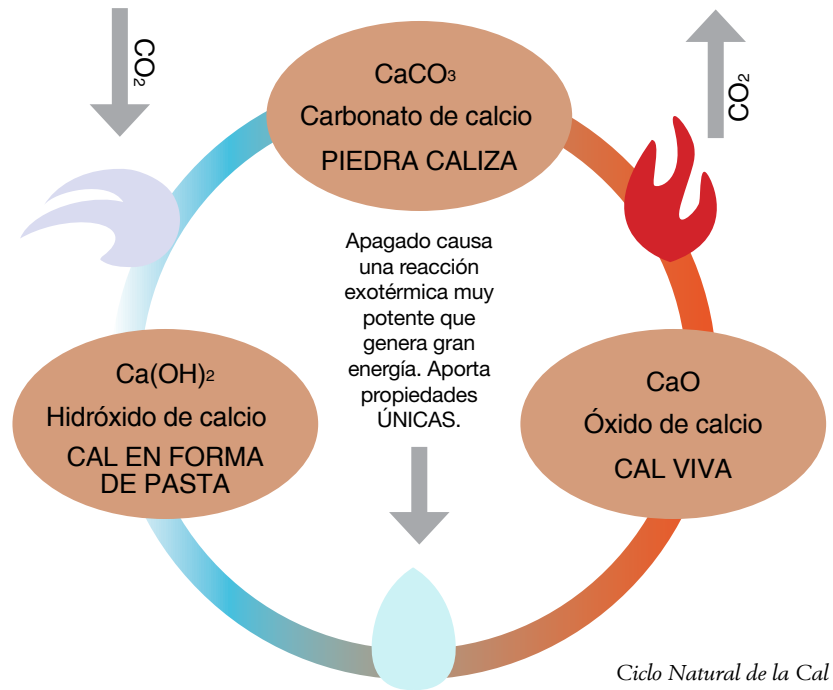 CO₂
CaCO₃
Carbonato de calcio
PIEDRA CALIZA
CO₂
Apagado causa
una reacción
exotérmica muy
potente que
genera gran
energía. Aporta
propiedades
ÚNICAS.
Ca(OH)₂
Hidróxido de calcio
CAL EN FORMA
DE PASTA
CaO
Óxido de calcio
CAL VIVA
Ciclo Natural de la Cal